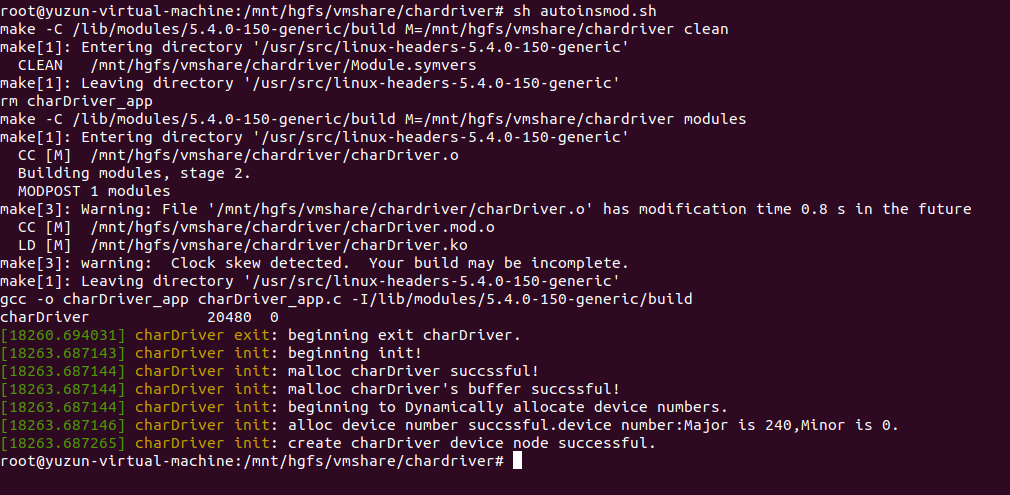 root@yuzun-virtual-machine:/mnt/hgfs/vmshare/chardriver# sh autoinsmod.sh
make -C /lib/modules/5.4.0-150-generic/build M=/mnt/hgfs/vmshare/chardriver clean
make[1]: Entering directory '/usr/src/linux-headers-5.4.0-150-generic'
  CLEAN   /mnt/hgfs/vmshare/chardriver/Module.symvers
make[1]: Leaving directory '/usr/src/linux-headers-5.4.0-150-generic'
rm charDriver_app
make -C /lib/modules/5.4.0-150-generic/build M=/mnt/hgfs/vmshare/chardriver modules
make[1]: Entering directory '/usr/src/linux-headers-5.4.0-150-generic'
  CC [M]  /mnt/hgfs/vmshare/chardriver/charDriver.o
  Building modules, stage 2.
  MODPOST 1 modules
make[3]: Warning: File '/mnt/hgfs/vmshare/chardriver/charDriver.o' has modification time 0.8 s in the future
  CC [M]  /mnt/hgfs/vmshare/chardriver/charDriver.mod.o
  LD [M]  /mnt/hgfs/vmshare/chardriver/charDriver.ko
make[3]: warning:  Clock skew detected.  Your build may be incomplete.
make[1]: Leaving directory '/usr/src/linux-headers-5.4.0-150-generic'
gcc -o charDriver_app charDriver_app.c -I/lib/modules/5.4.0-150-generic/build
charDriver             20480  0
[18260.694031] charDriver exit: beginning exit charDriver.
[18263.687143] charDriver init: beginning init!
[18263.687144] charDriver init: malloc charDriver succssful!
[18263.687144] charDriver init: malloc charDriver's buffer succssful!
[18263.687144] charDriver init: beginning to Dynamically allocate device numbers.
[18263.687146] charDriver init: alloc device number succssful.device number:Major is 240,Minor is 0.
[18263.687265] charDriver init: create charDriver device node successful.
root@yuzun-virtual-machine:/mnt/hgfs/vmshare/chardriver#